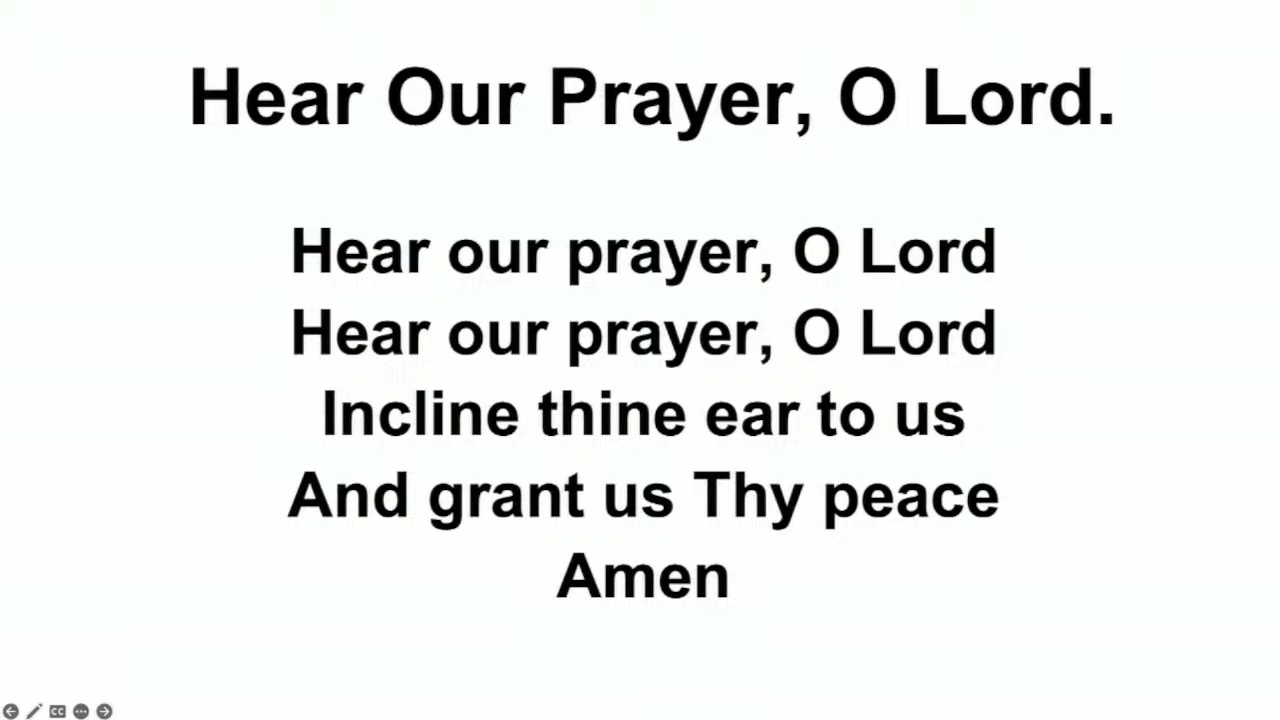 Hear Our Prayer, O Lord.
Hear our prayer, O Lord
Hear our prayer, O Lord
Incline thine ear to us
And grant us Thy peace
Amen
CC